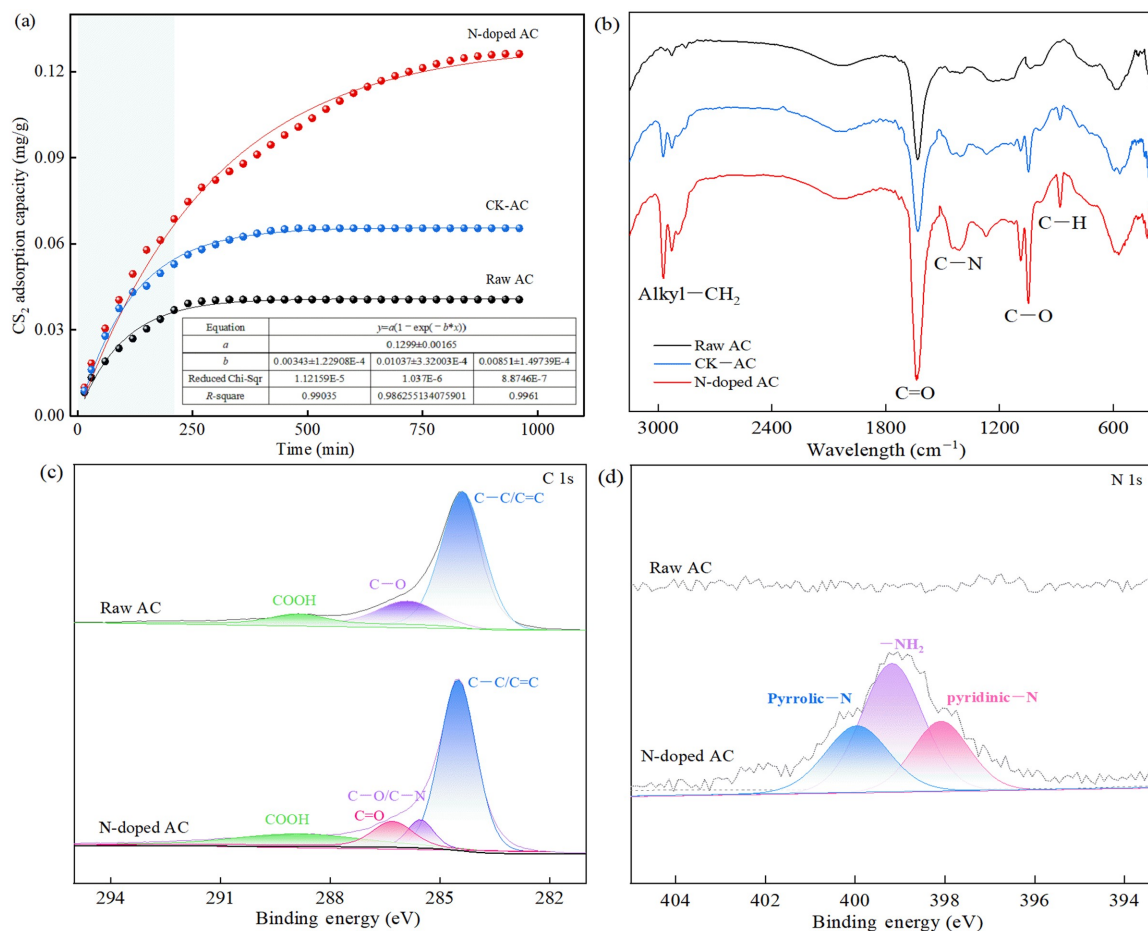 (a)
N-doped AC
CK-AC
Raw AC
CS₂ adsorption capacity (mg/g)
0.12
0.09
0.06
0.03
0.00
Equation y=a(1−exp(−b*x))
a 0.1299±0.00165
b 0.00343±1.22908E-4 0.01037±3.32003E-4 0.00851±1.49739E-4
Reduced Chi-Sqr 1.12159E-5 1.037E-6 8.8746E-7
R-square 0.99035 0.986255134075901 0.9961
0 250 500 750 1000
Time (min)
(b)
Alkyl−CH₂
C=O
C−N
C−O
C−H
Raw AC
CK−AC
N-doped AC
3000 2400 1800 1200 600
Wavelength (cm⁻¹)
(c)
C 1s
C−C/C=C
C−O
COOH
Raw AC
C−C/C=C
C−O/C−N
C=O
COOH
N-doped AC
294 291 288 285 282
Binding energy (eV)
(d)
N 1s
Raw AC
−NH₂
Pyrrolic−N
pyridinic−N
N-doped AC
404 402 400 398 396 394
Binding energy (eV)